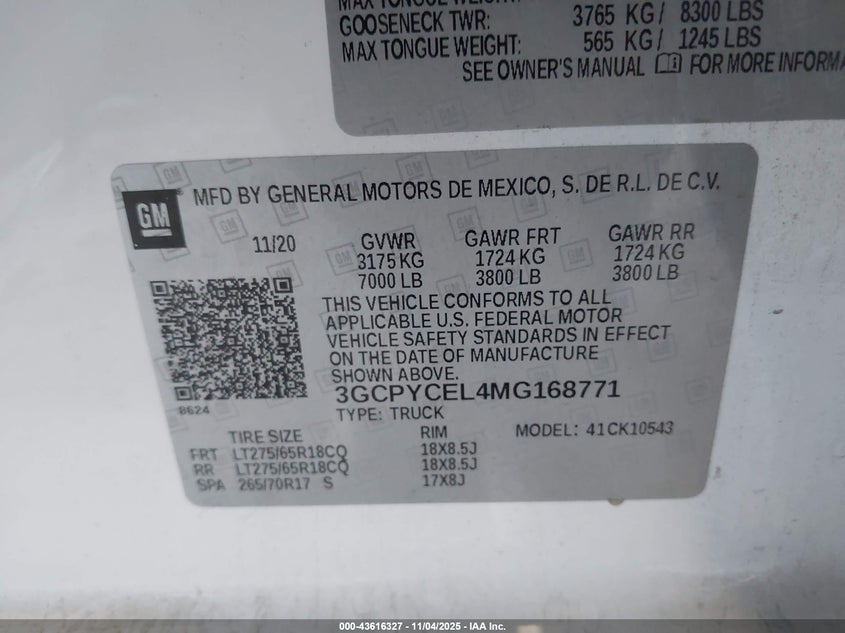 MAX TONGUE WEIGHT:
GOOSENECK TWR: 3765 KG / 8300 LBS
MAX TONGUE WEIGHT: 565 KG / 1245 LBS
SEE OWNER'S MANUAL FOR MORE INFORMA
GM MFD BY GENERAL MOTORS DE MEXICO, S. DE R.L. DE C.V.
11/20 GVWR GAWR FRT GAWR RR
3175 KG 1724 KG 1724 KG
7000 LB 3800 LB 3800 LB
THIS VEHICLE CONFORMS TO ALL
APPLICABLE U.S. FEDERAL MOTOR
VEHICLE SAFETY STANDARDS IN EFFECT
ON THE DATE OF MANUFACTURE
SHOWN ABOVE.
3GCPYCEL4MG168771
8624
TYPE: TRUCK
TIRE SIZE RIM MODEL: 41CK10543
FRT LT275/65R18CQ 18X8.5J
RR LT275/65R18CQ 18X8.5J
SPA 265/70R17 S 17X8J
000-43616327 - 11/04/2025 - IAA Inc.